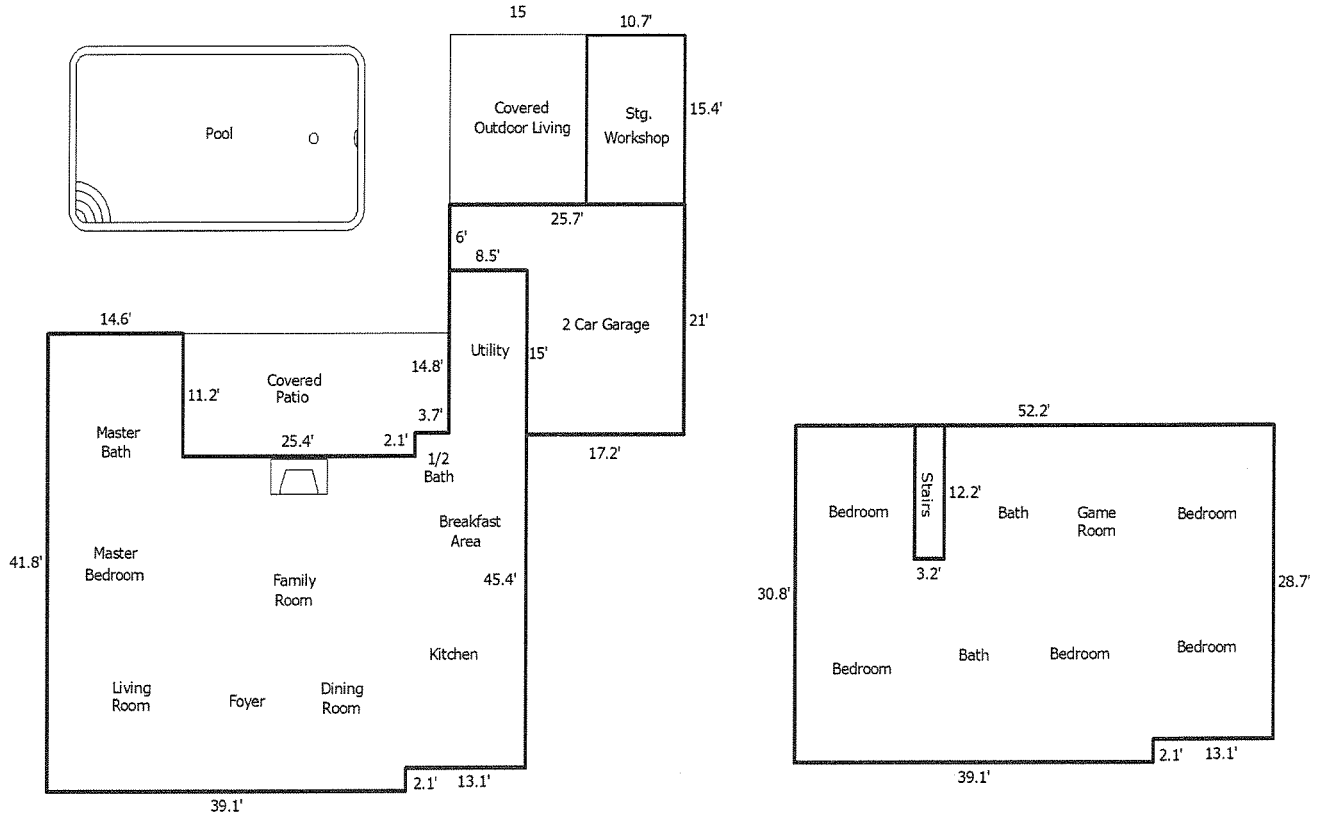 15
10.7'
Pool
Covered
Outdoor Living
Stg.
Workshop
15.4'
25.7'
6'
8.5'
2 Car Garage
21'
14.6'
Utility
15'
14.8'
11.2'
Covered
Patio
3.7'
25.4'
2.1'
17.2'
Master
Bath
1/2
Bath
Breakfast
Area
41.8'
Master
Bedroom
Family
Room
45.4'
Kitchen
Living
Room
Foyer
Dining
Room
2.1'
13.1'
39.1'
52.2'
Bedroom
Stairs
12.2'
Bath
Game
Room
Bedroom
3.2'
30.8'
28.7'
Bedroom
Bath
Bedroom
Bedroom
2.1'
13.1'
39.1'